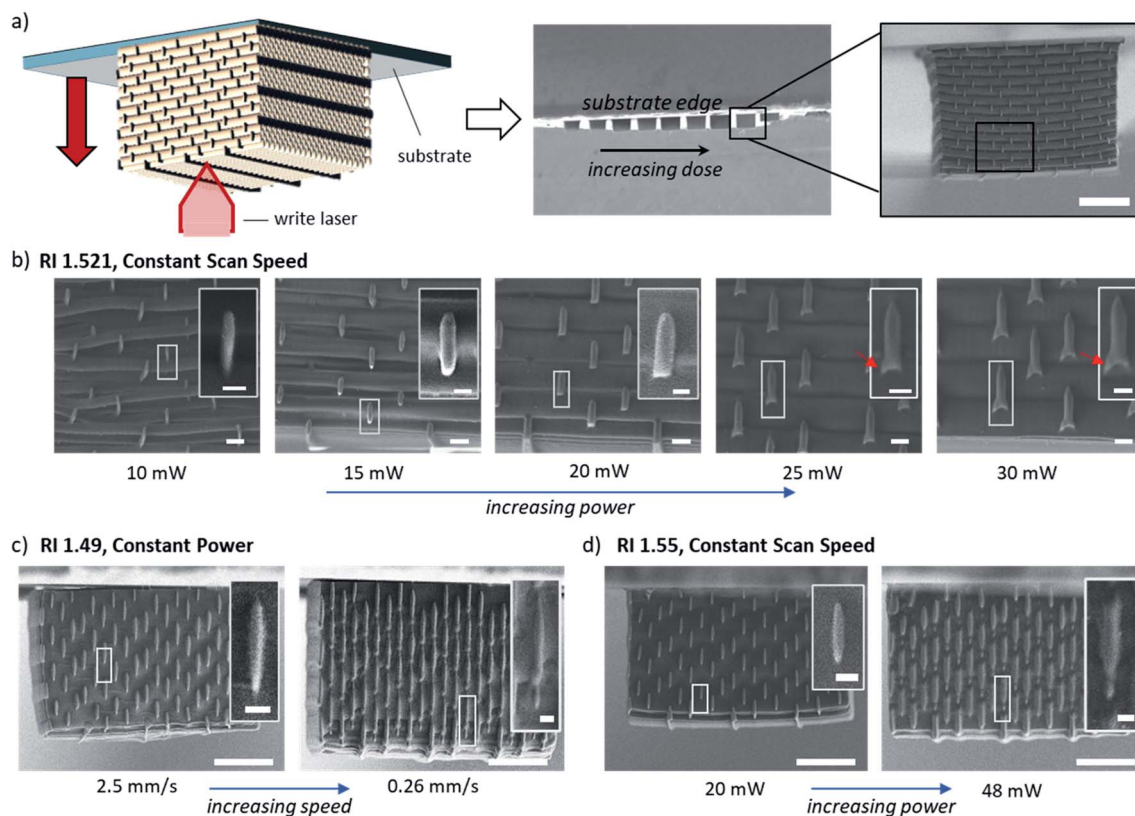 a)
substrate
write laser
substrate edge
increasing dose
b) RI 1.521, Constant Scan Speed
10 mW
15 mW
20 mW
25 mW
30 mW
increasing power
c) RI 1.49, Constant Power
2.5 mm/s
0.26 mm/s
increasing speed
d) RI 1.55, Constant Scan Speed
20 mW
48 mW
increasing power